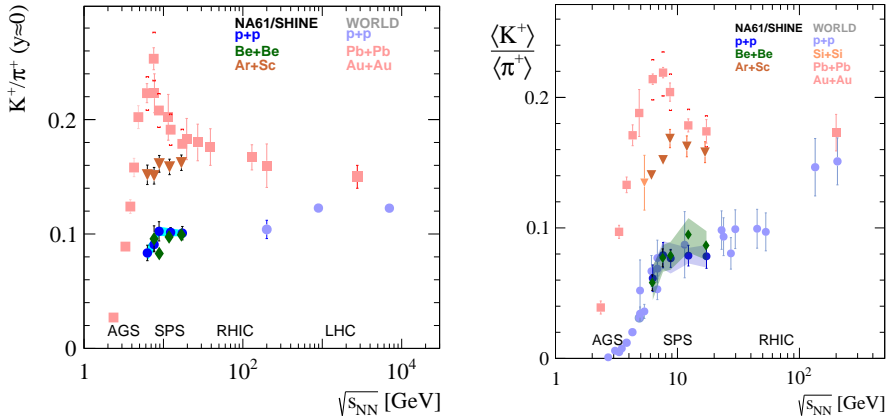 K⁺/π⁺ (y≈0)
NA61/SHINE WORLD
p+p p+p
Be+Be Pb+Pb
Ar+Sc Au+Au
0.2
0.1
0
AGS SPS RHIC LHC
1 10² 10⁴
√s_NN [GeV]
⟨K⁺⟩
⟨π⁺⟩
NA61/SHINE WORLD
p+p p+p
Be+Be Si+Si
Ar+Sc Pb+Pb
Au+Au
0.2
0.1
0
AGS SPS RHIC
1 10 10²
√s_NN [GeV]